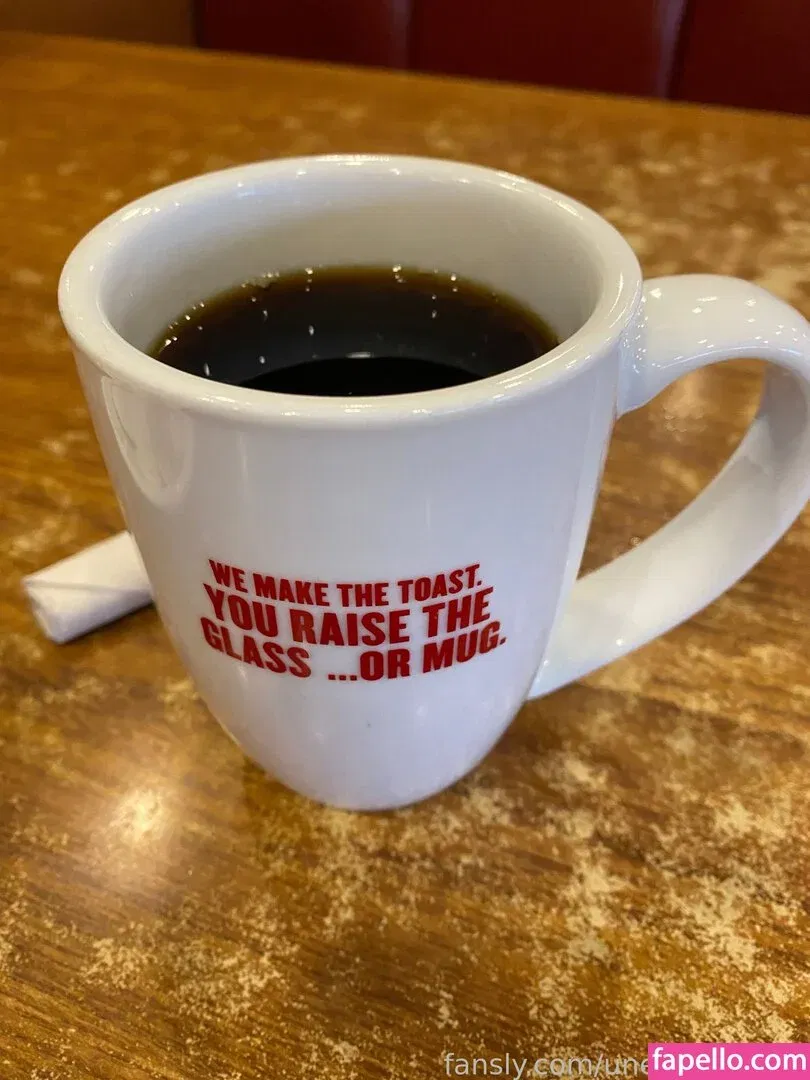 WE MAKE THE TOAST.
YOU RAISE THE
GLASS ...OR MUG.
fapello.com